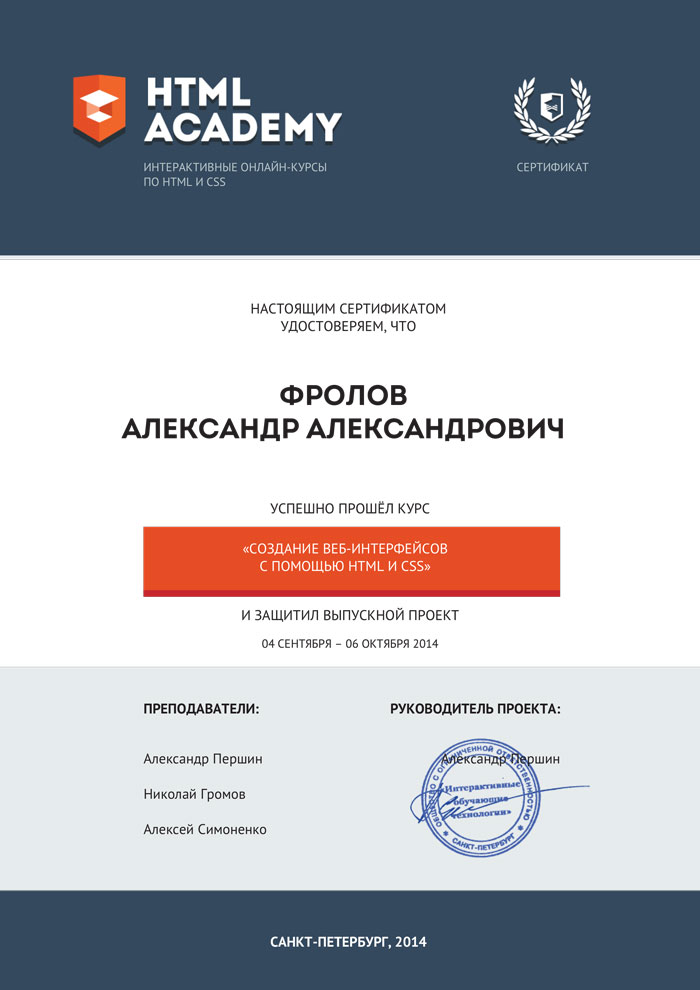 HTML
ACADEMY
ИНТЕРАКТИВНЫЕ ОНЛАЙН-КУРСЫ
ПО HTML И CSS
СЕРТИФИКАТ
НАСТОЯЩИМ СЕРТИФИКАТОМ
УДОСТОВЕРЯЕМ, ЧТО
ФРОЛОВ
АЛЕКСАНДР АЛЕКСАНДРОВИЧ
УСПЕШНО ПРОШЁЛ КУРС
«СОЗДАНИЕ ВЕБ-ИНТЕРФЕЙСОВ
С ПОМОЩЬЮ HTML И CSS»
И ЗАЩИТИЛ ВЫПУСКНОЙ ПРОЕКТ
04 СЕНТЯБРЯ – 06 ОКТЯБРЯ 2014
ПРЕПОДАВАТЕЛИ:
Александр Першин
Николай Громов
Алексей Симоненко
РУКОВОДИТЕЛЬ ПРОЕКТА:
Александр Першин
ОБЩЕСТВО С ОГРАНИЧЕННОЙ ОТВЕТСТВЕННОСТЬЮ
«Интерактивные
обучающие
технологии»
САНКТ-ПЕТЕРБУРГ
САНКТ-ПЕТЕРБУРГ, 2014